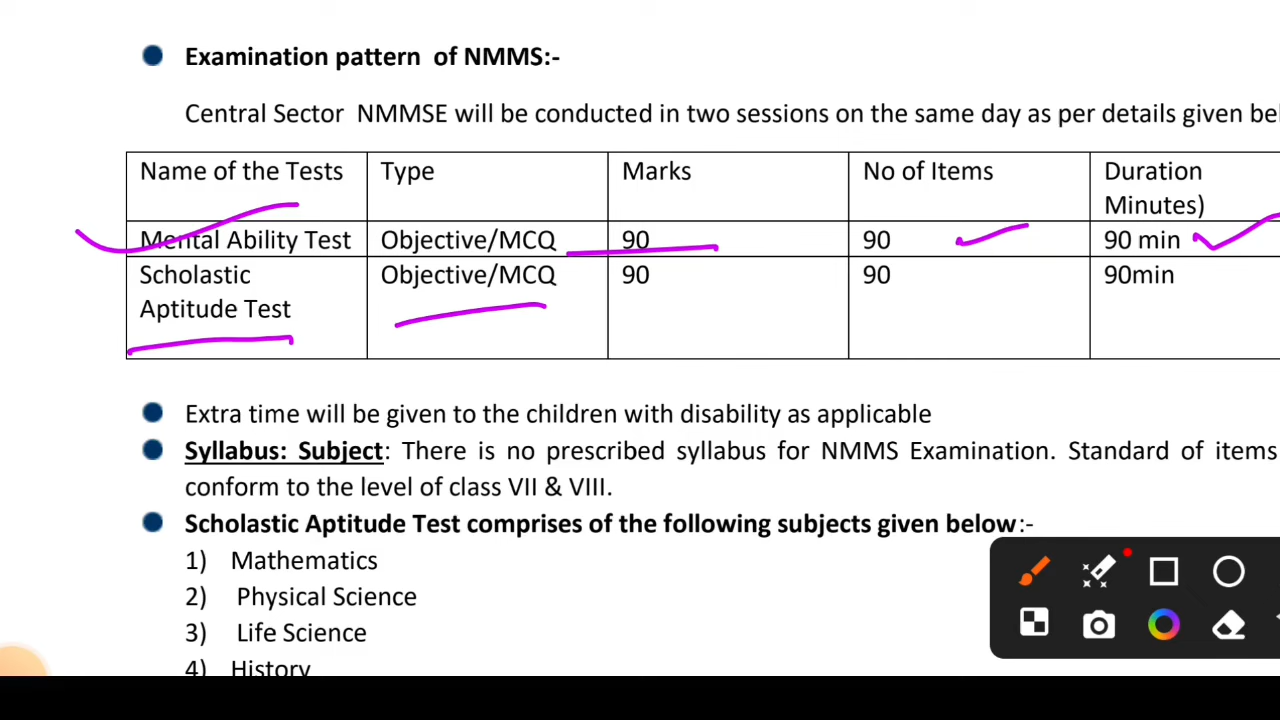 Examination pattern of NMMS:-
Central Sector NMMSE will be conducted in two sessions on the same day as per details given
Name of the Tests Type Marks No of Items Duration
Minutes)
Mental Ability Test Objective/MCQ 90 90 90 min
Scholastic Objective/MCQ 90 90 90min
Aptitude Test
Extra time will be given to the children with disability as applicable
Syllabus: Subject: There is no prescribed syllabus for NMMS Examination. Standard of items
conform to the level of class VII & VIII.
Scholastic Aptitude Test comprises of the following subjects given below:-
1) Mathematics
2) Physical Science
3) Life Science
4) History